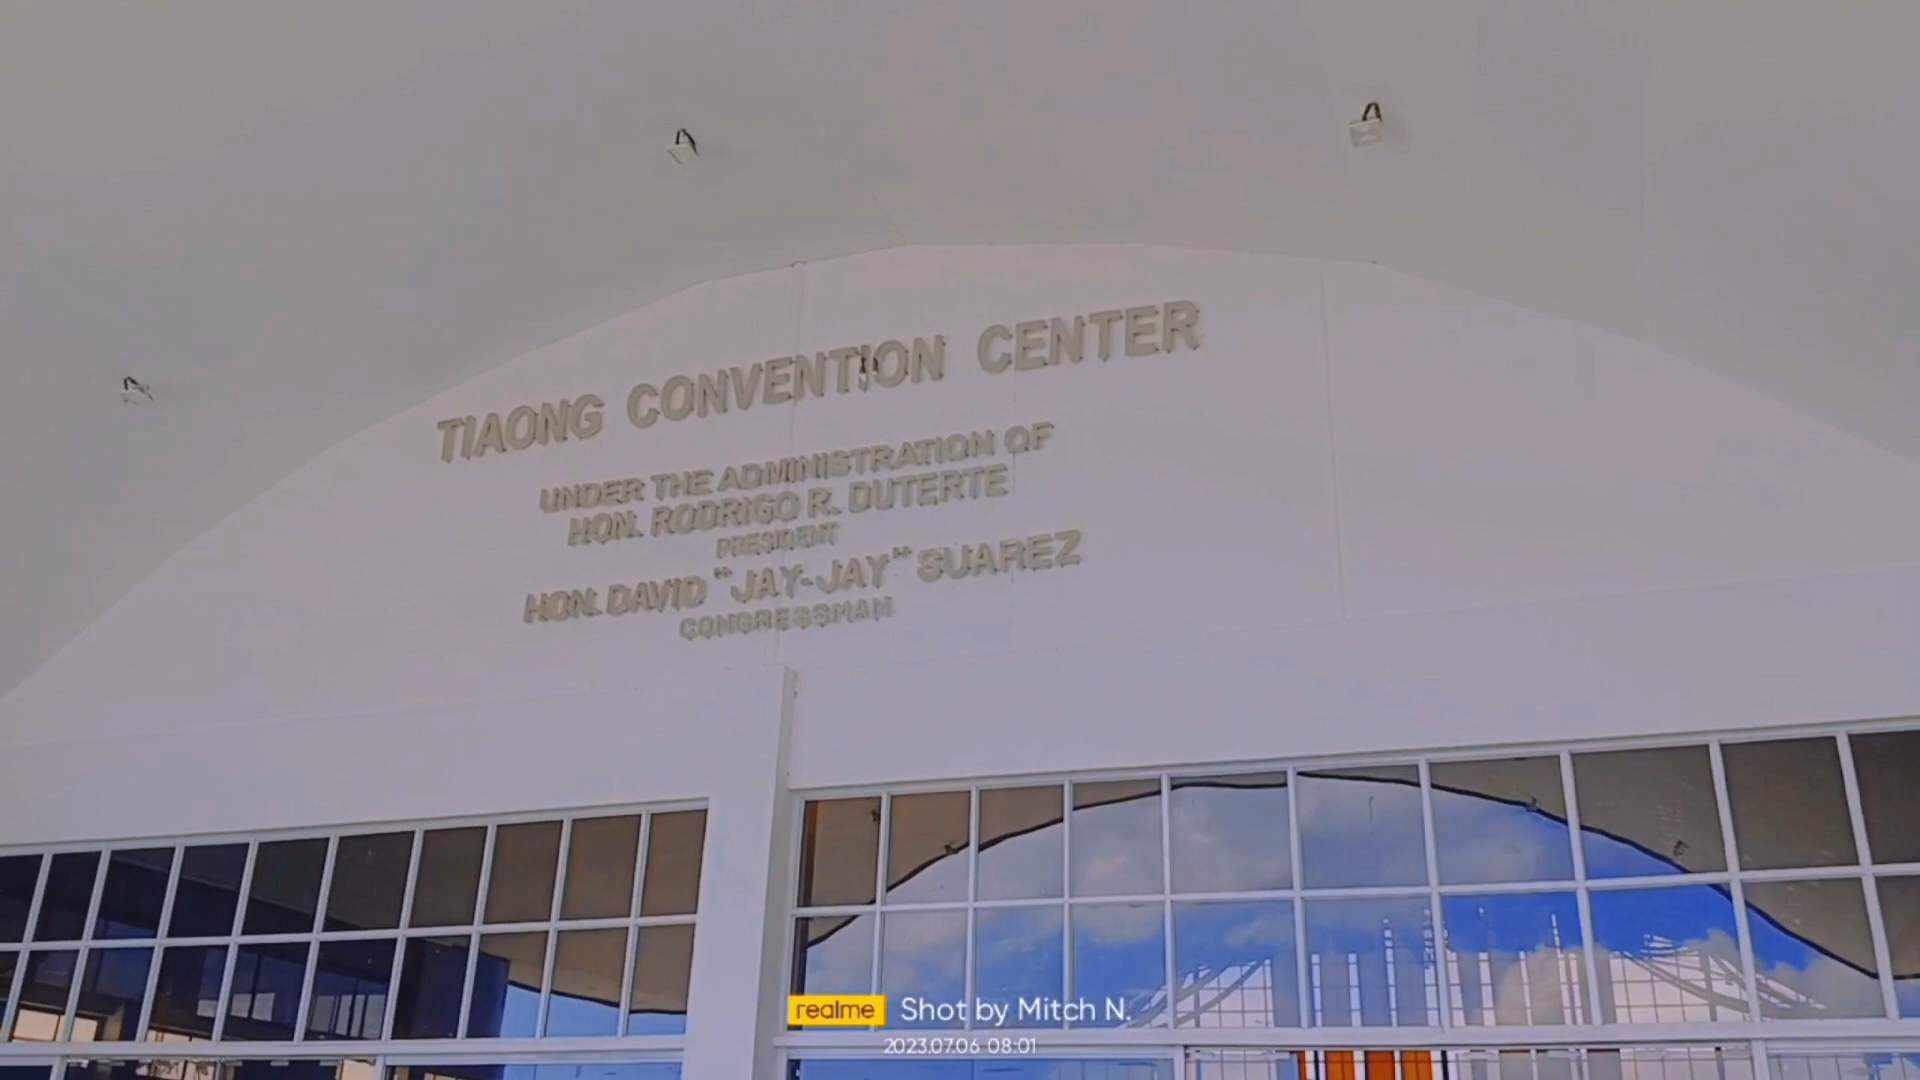 TIAONG CONVENTION CENTER
UNDER THE ADMINISTRATION OF
HON. RODRIGO R. DUTERTE
PRESIDENT
HON. DAVID "JAY-JAY" SUAREZ
CONGRESSMAN
realme Shot by Mitch N.
2023.07.06 08:01